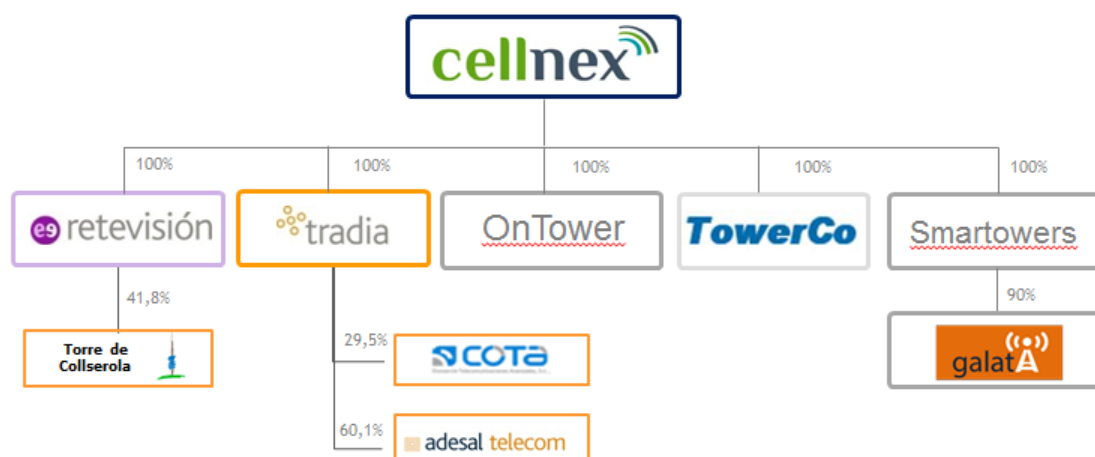 cellnex
100%
100%
100%
100%
100%
retevisión
tradia
OnTower
TowerCo
Smartowers
41,8%
90%
Torre de
Collserola
29,5%
COTA
galatA
60,1%
adesal telecom